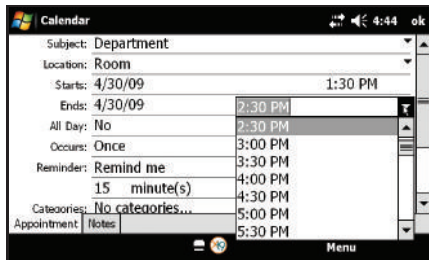 Calendar 4:44 ok
Subject: Department
Location: Room
Starts: 4/30/09 1:30 PM
Ends: 4/30/09 2:30 PM
All Day: No 2:30 PM
Occurs: Once 3:00 PM
3:30 PM
Reminder: Remind me 4:00 PM
15 minute(s) 4:30 PM
Categories: No categories... 5:00 PM
Appointment Notes 5:30 PM
Menu